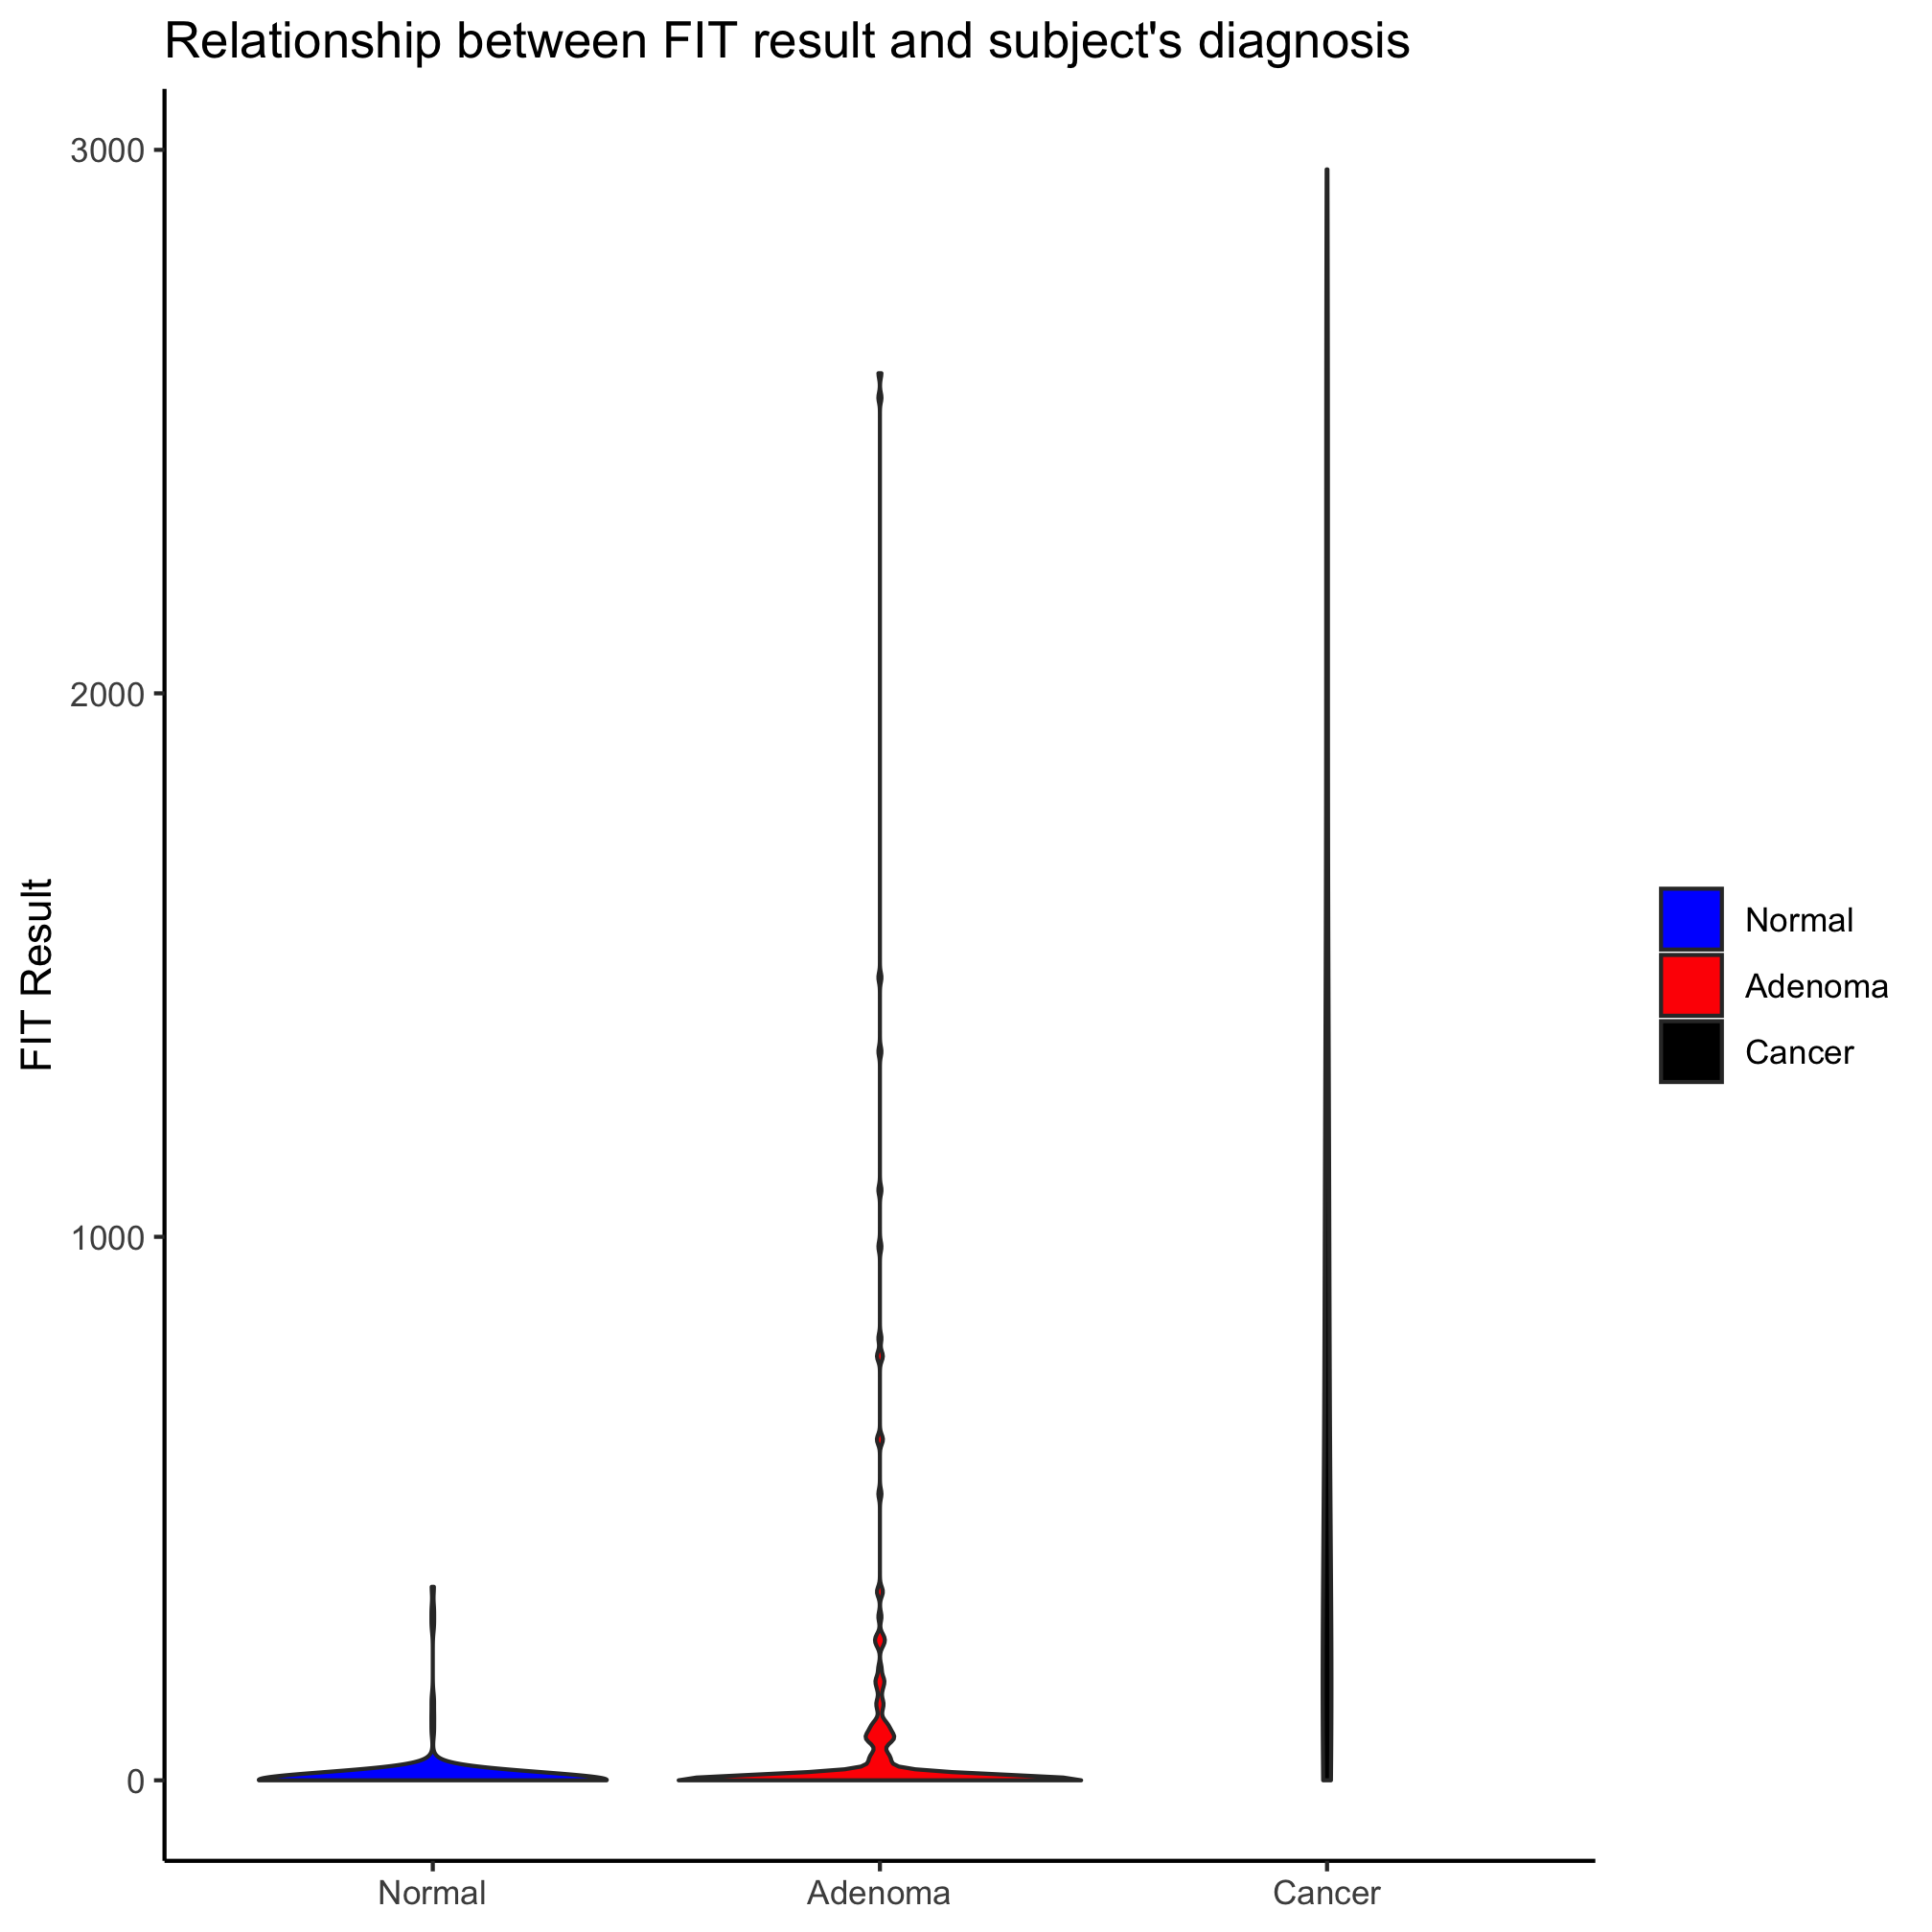 Relationship between FIT result and subject's diagnosis
3000
2000
1000
0
FIT Result
Normal
Adenoma
Cancer
Normal
Adenoma
Cancer